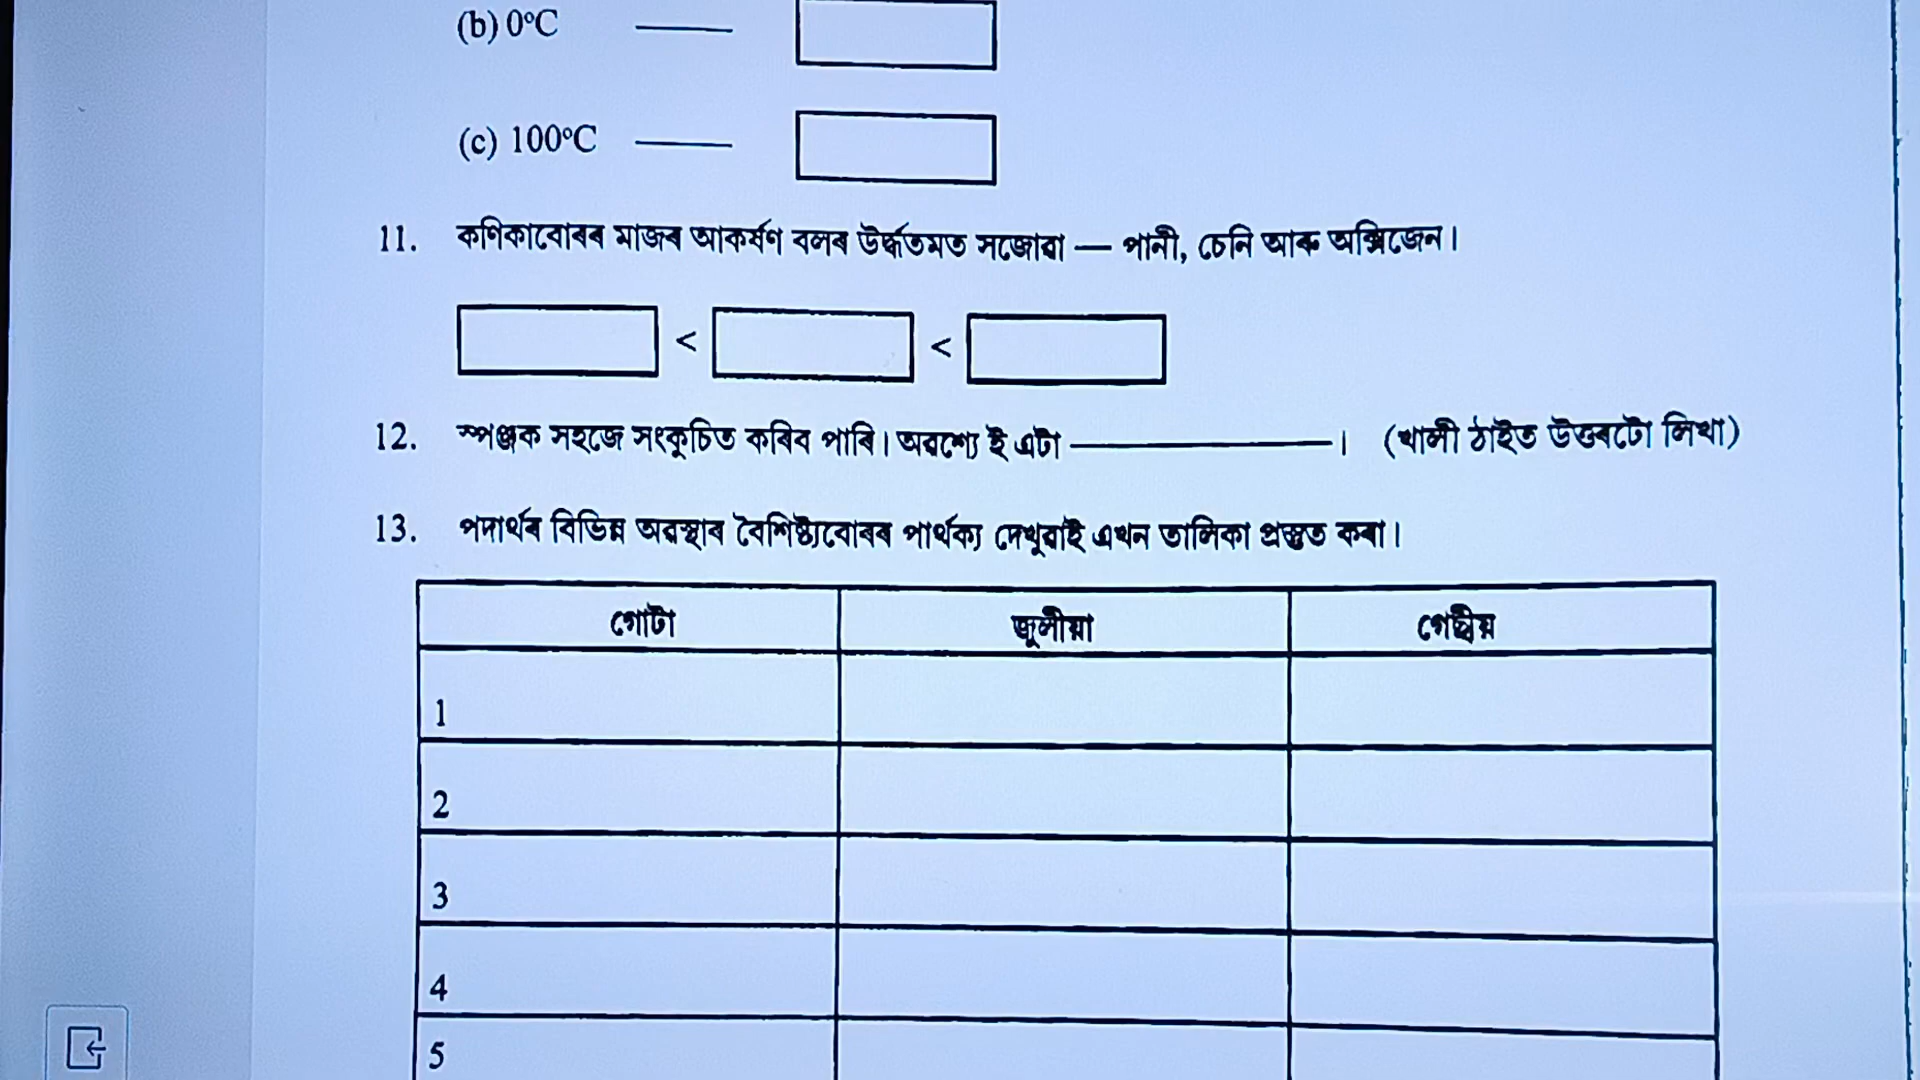 (b) 0°C ———
(c) 100°C ———
11. কণিকাবোৰৰ মাজৰ আকৰ্ষণ বলৰ উৰ্দ্ধতমত সজোৱা — পানী, চেনি আৰু অক্সিজেন।
< <
12. স্পঞ্জক সহজে সংকুচিত কৰিব পাৰি। অৱশ্যে ই এটা ——————। (খালী ঠাইত উত্তৰটো লিখা)
13. পদাৰ্থৰ বিভিন্ন অৱস্থাৰ বৈশিষ্ট্যবোৰৰ পাৰ্থক্য দেখুৱাই এখন তালিকা প্ৰস্তুত কৰা।
গোটা জুলীয়া গেছীয়
1
2
3
4
5